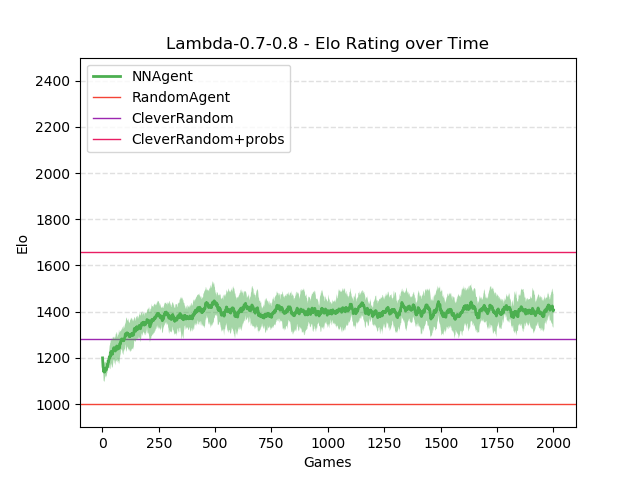 Lambda-0.7-0.8 - Elo Rating over Time
NNAgent
RandomAgent
CleverRandom
CleverRandom+probs
2400
2200
2000
1800
1600
1400
1200
1000
Elo
0 250 500 750 1000 1250 1500 1750 2000
Games